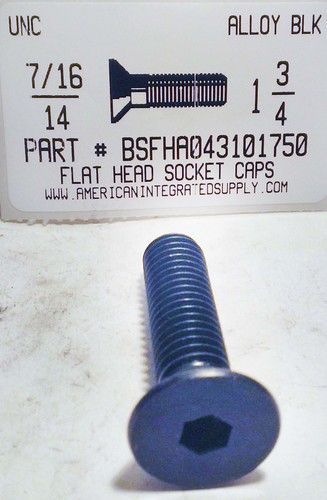 UNC ALLOY BLK
7/16 1 3/4
14
PART # BSFHA043101750
FLAT HEAD SOCKET CAPS
WWW.AMERICANINTEGRATEDSUPPLY.COM